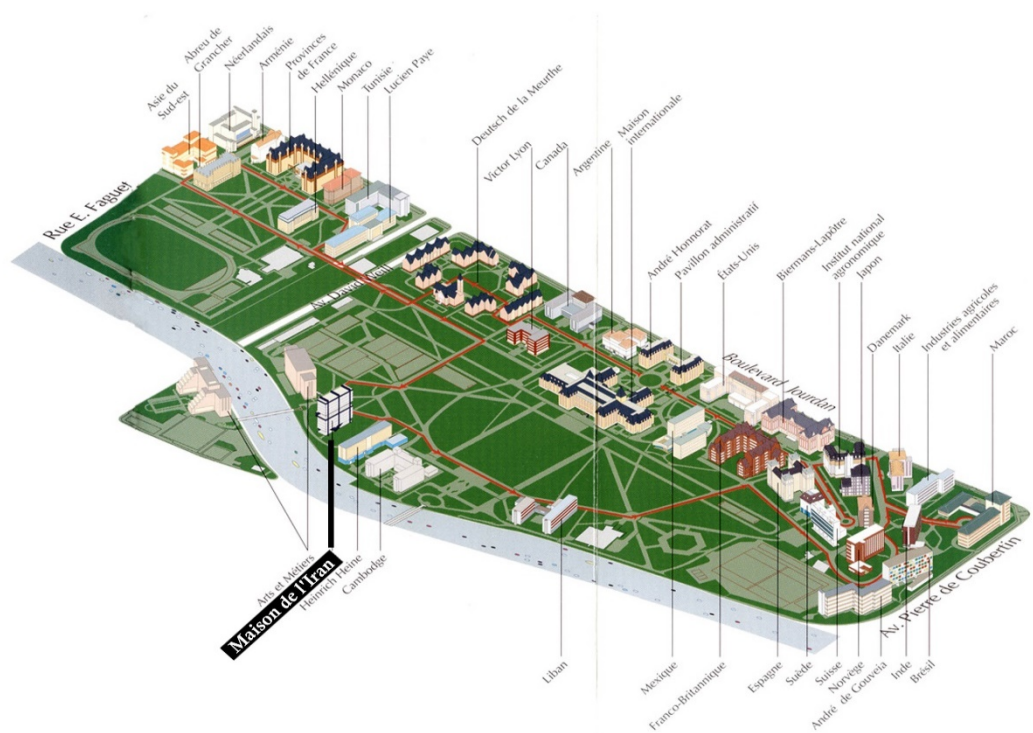 Asie du
Sud-est
Abreu de
Grancher
Néerlandais
Arménie
Provinces
de France
Hellénique
Monaco
Tunisie
Lucien Paye
Deutsch de la Meurthe
Victor Lyon
Canada
Argentine
Maison
internationale
André Honnorat
Pavillon administratif
États-Unis
Biermans-Lapôtre
Institut national
agronomique
Japon
Danemark
Italie
Industries agricoles
et alimentaires
Maroc
Rue E. Faguet
Av. David Weill
Boulevard Jourdan
Av. Pierre de Coubertin
Arts et Métiers
Maison de l'Iran
Heinrich Heine
Cambodge
Liban
Mexique
Franco-Britannique
Espagne
Suède
Suisse
Norvège
André de Gouveia
Inde
Brésil